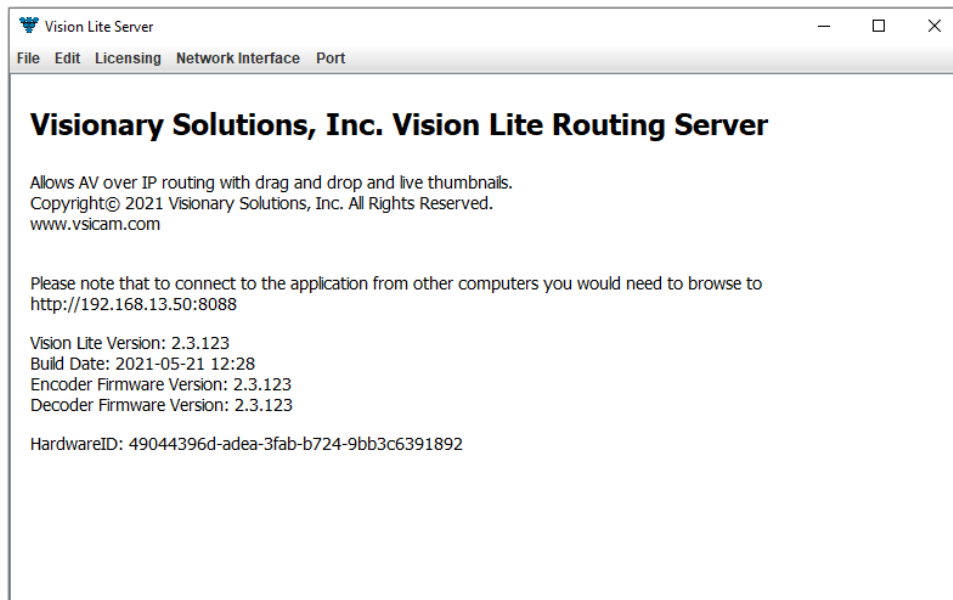 Vision Lite Server
File Edit Licensing Network Interface Port
Visionary Solutions, Inc. Vision Lite Routing Server
Allows AV over IP routing with drag and drop and live thumbnails.
Copyright© 2021 Visionary Solutions, Inc. All Rights Reserved.
www.vsicam.com
Please note that to connect to the application from other computers you would need to browse to
http://192.168.13.50:8088
Vision Lite Version: 2.3.123
Build Date: 2021-05-21 12:28
Encoder Firmware Version: 2.3.123
Decoder Firmware Version: 2.3.123
HardwareID: 49044396d-adea-3fab-b724-9bb3c6391892